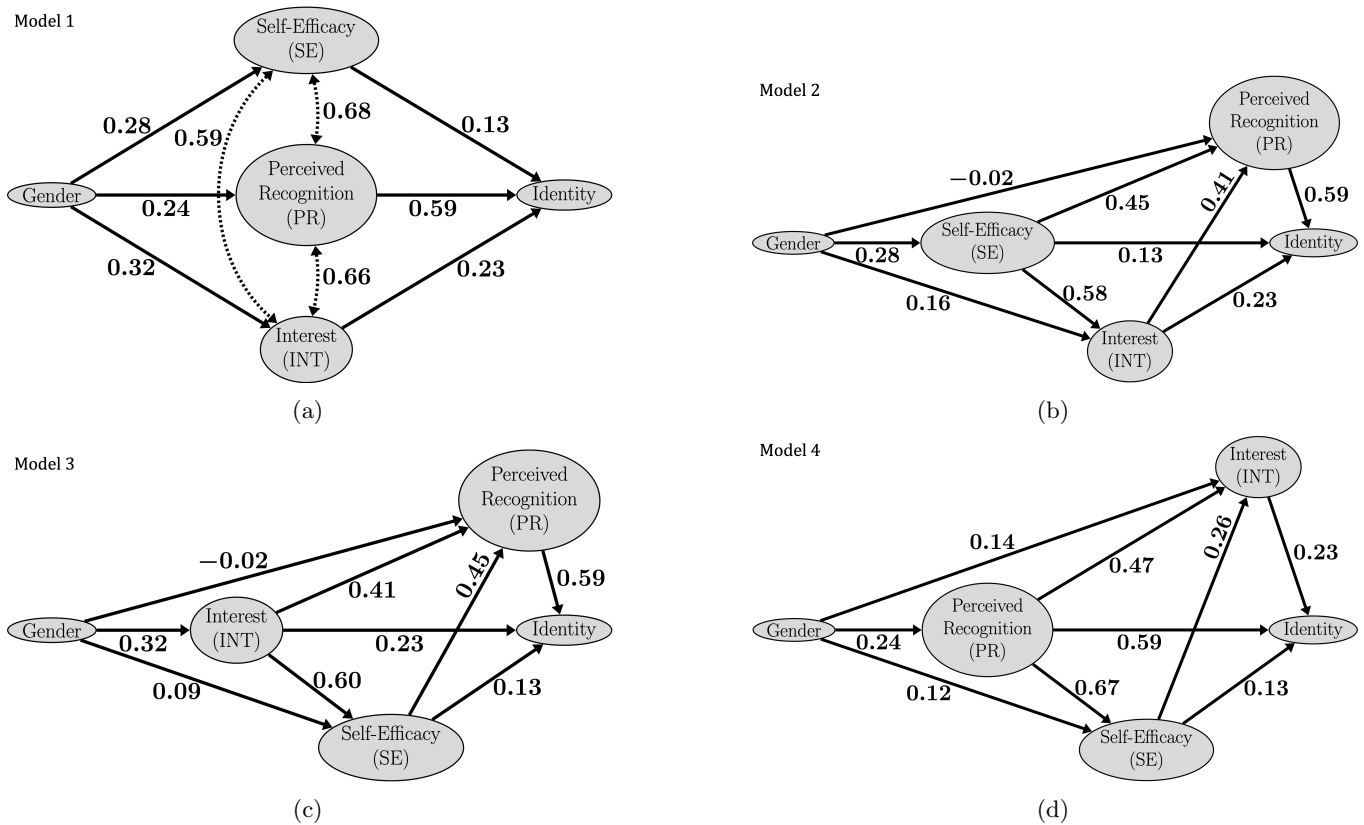 Model 1
Self-Efficacy
(SE)
0.28
0.59
0.68
0.13
Perceived
Recognition
(PR)
Gender
0.24
0.59
Identity
0.32
0.66
0.23
Interest
(INT)
(a)
Model 2
Perceived
Recognition
(PR)
−0.02
0.45
0.41
0.59
Gender
0.28
Self-Efficacy
(SE)
0.13
Identity
0.16
0.58
0.23
Interest
(INT)
(b)
Model 3
Perceived
Recognition
(PR)
−0.02
0.41
0.45
0.59
Gender
0.32
Interest
(INT)
0.23
Identity
0.09
0.60
0.13
Self-Efficacy
(SE)
(c)
Model 4
Interest
(INT)
0.14
0.47
0.26
0.23
Gender
0.24
Perceived
Recognition
(PR)
0.59
Identity
0.12
0.67
0.13
Self-Efficacy
(SE)
(d)